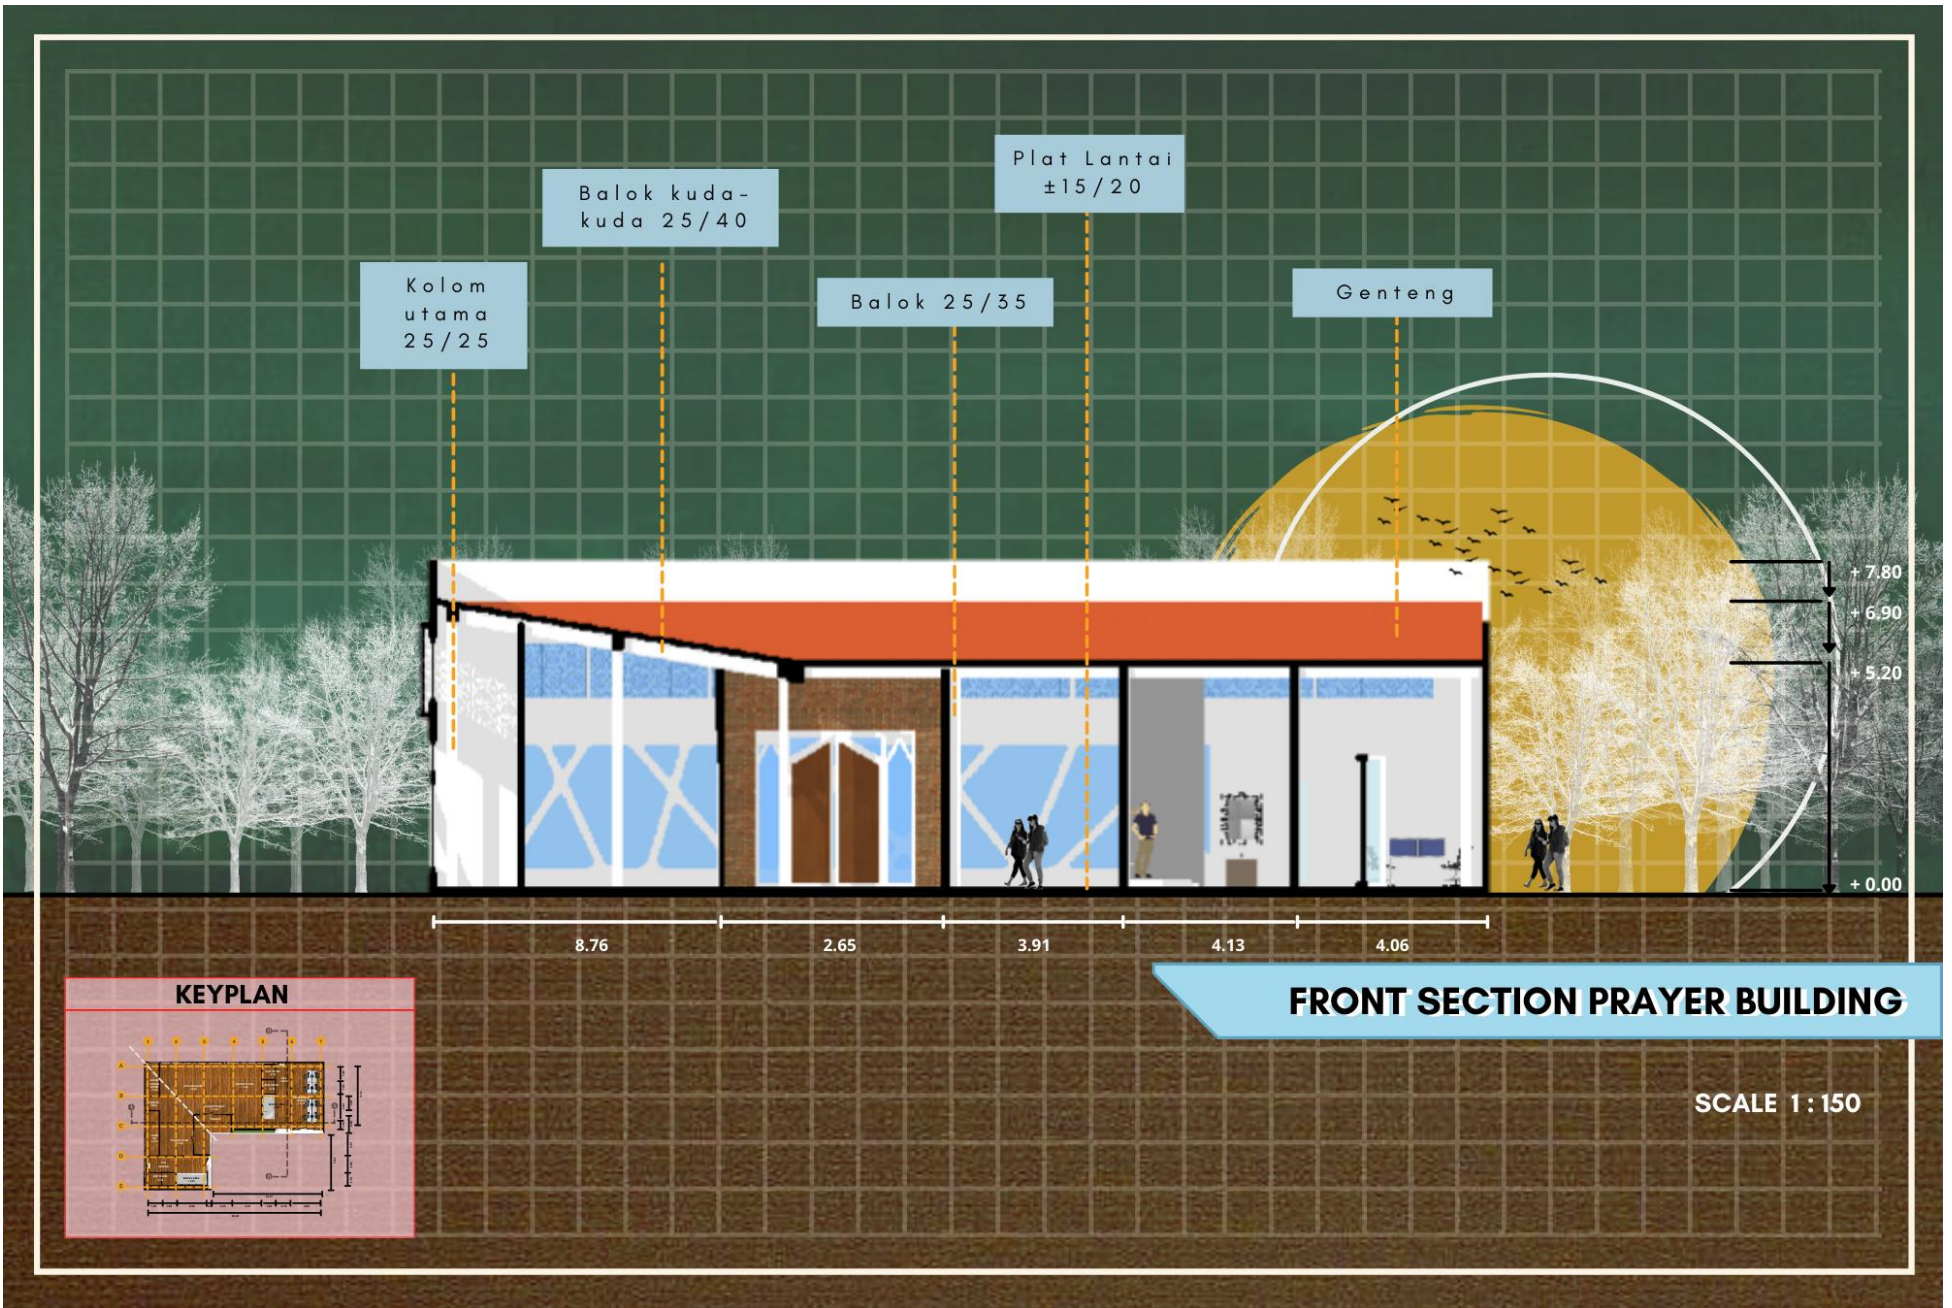 Plat Lantai
±15/20
Balok kuda-
kuda 25/40
Kolom
utama
25/25
Balok 25/35
Genteng
+ 7.80
+ 6.90
+ 5.20
+ 0.00
8.76
2.65
3.91
4.13
4.06
KEYPLAN
FRONT SECTION PRAYER BUILDING
SCALE 1 : 150